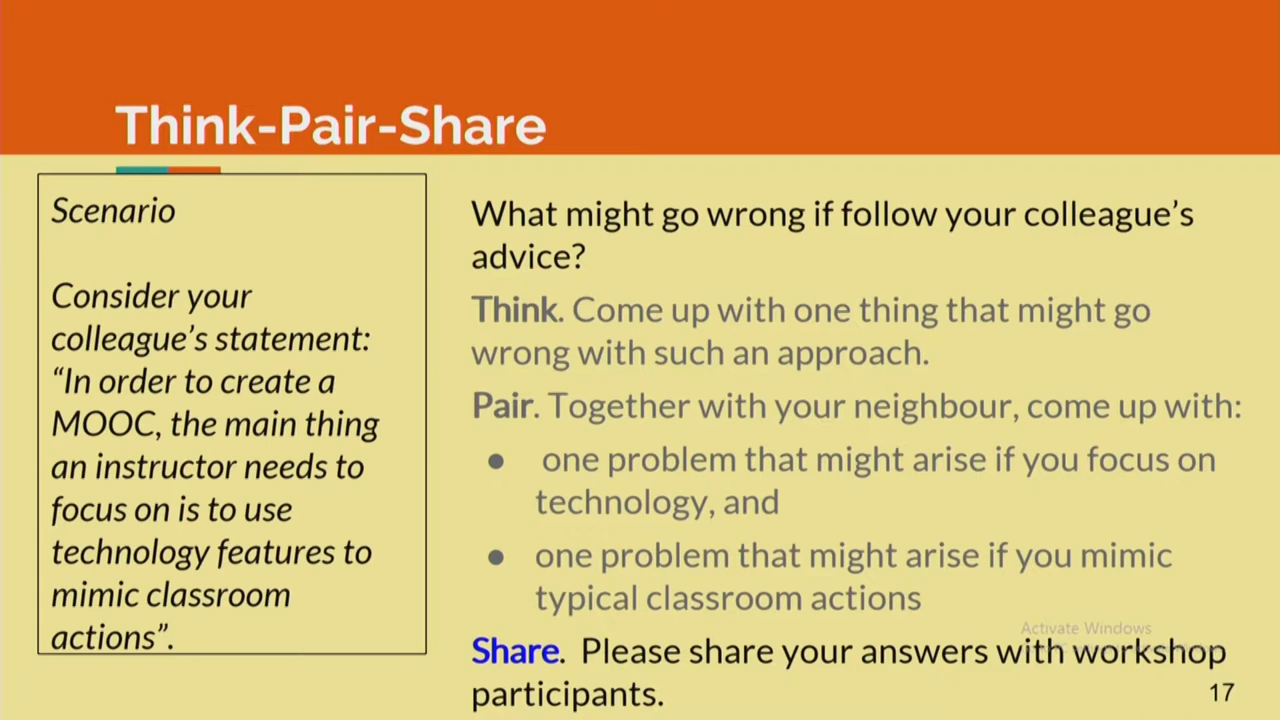 Think-Pair-Share
Scenario
Consider your
colleague’s statement:
“In order to create a
MOOC, the main thing
an instructor needs to
focus on is to use
technology features to
mimic classroom
actions”.
What might go wrong if follow your colleague’s
advice?
Think. Come up with one thing that might go
wrong with such an approach.
Pair. Together with your neighbour, come up with:
● one problem that might arise if you focus on
technology, and
● one problem that might arise if you mimic
typical classroom actions
Activate Windows
Share. Please share your answers with workshop
participants.
17